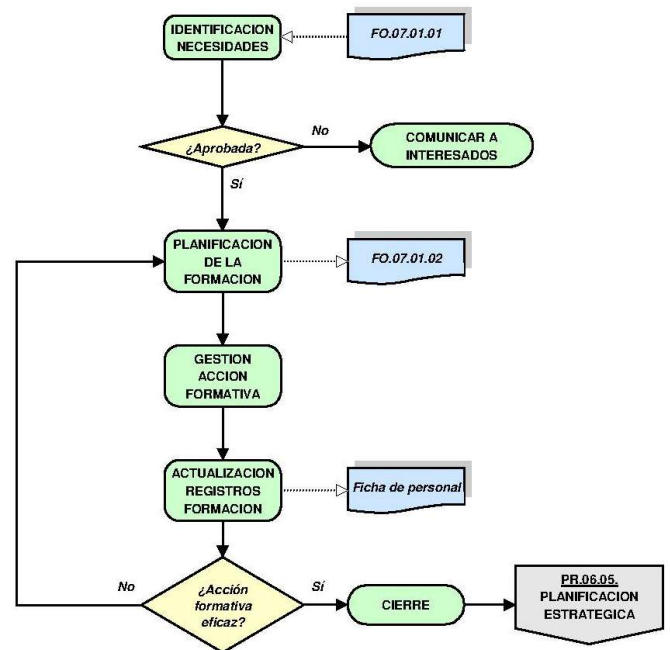 IDENTIFICACION
NECESIDADES
FO.07.01.01
¿Aprobada?
No
COMUNICAR A
INTERESADOS
Sí
PLANIFICACION
DE LA
FORMACION
FO.07.01.02
GESTION
ACCION
FORMATIVA
ACTUALIZACION
REGISTROS
FORMACION
Ficha de personal
No
¿Acción
formativa
eficaz?
Sí
CIERRE
PR.06.05.
PLANIFICACION
ESTRATEGICA